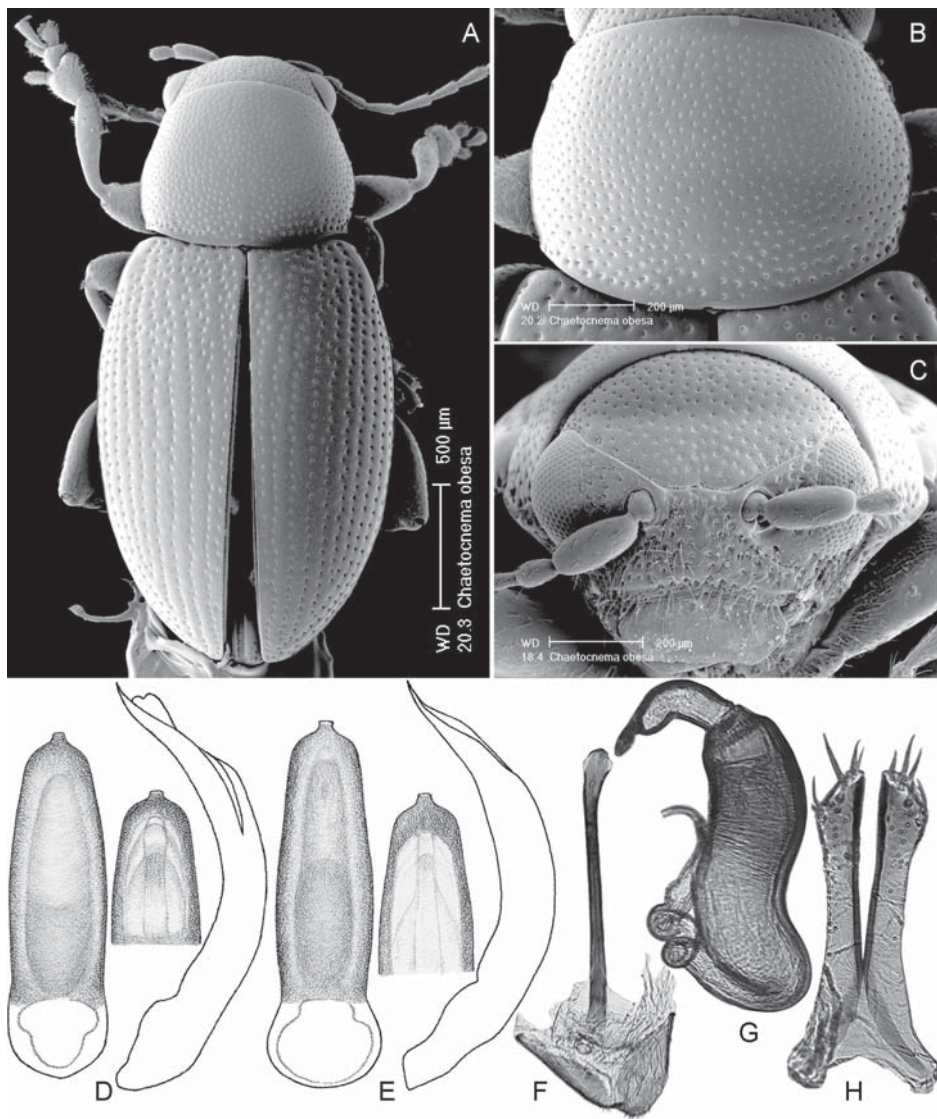 A
500 µm
WD
20.3 Chaetocnema obesa
B
WD 200 µm
20.2 Chaetocnema obesa
C
WD 200 µm
18.4 Chaetocnema obesa
D
E
F
G
H